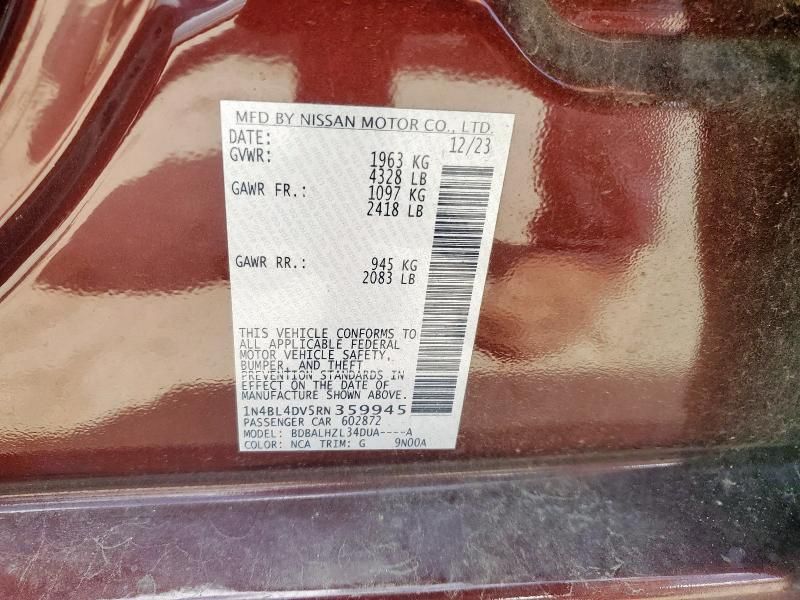 MFD BY NISSAN MOTOR CO., LTD.
DATE: 12/23
GVWR: 1963 KG
4328 LB
GAWR FR.: 1097 KG
2418 LB
GAWR RR.: 945 KG
2083 LB
THIS VEHICLE CONFORMS TO
ALL APPLICABLE FEDERAL
MOTOR VEHICLE SAFETY,
BUMPER, AND THEFT
PREVENTION STANDARDS IN
EFFECT ON THE DATE OF
MANUFACTURE SHOWN ABOVE.
1N4BL4DV5RN359945
PASSENGER CAR 602872
MODEL: BDBALHZL34DUA----A
COLOR: NCA TRIM: G 9N00A